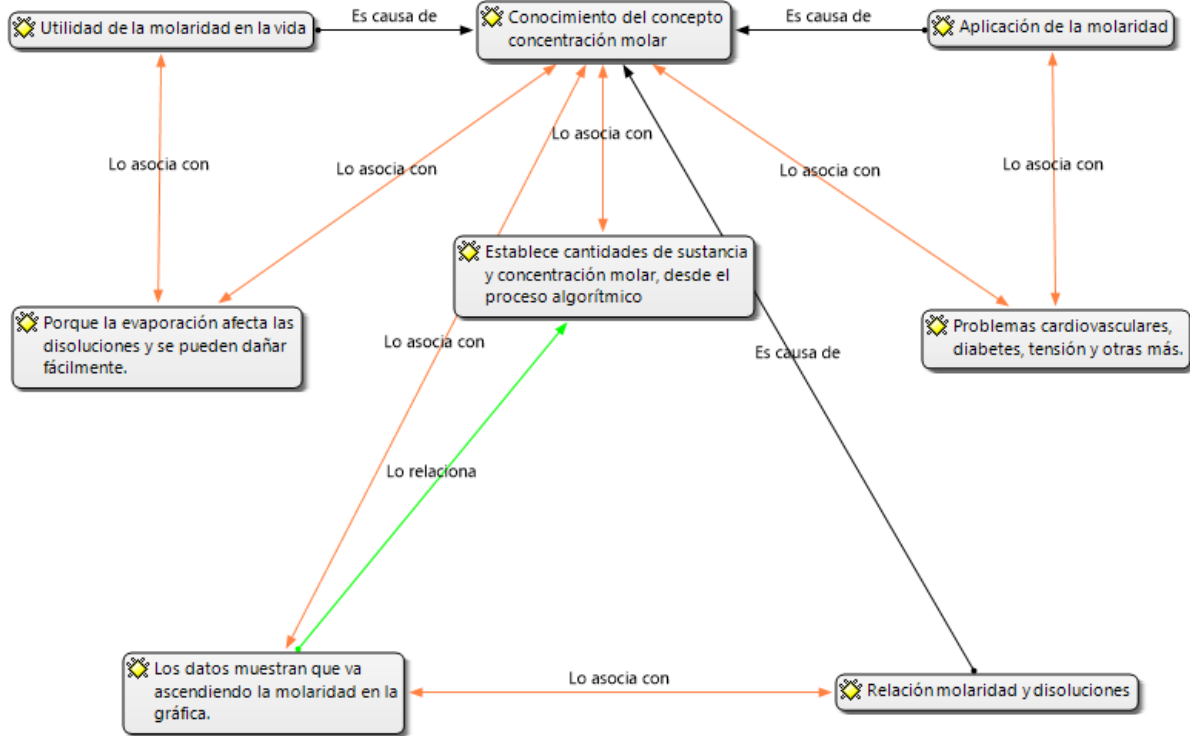 Utilidad de la molaridad en la vida
Es causa de
Conocimiento del concepto
concentración molar
Es causa de
Aplicación de la molaridad
Lo asocia con
Lo asocia con
Lo asocia con
Lo asocia con
Lo asocia con
Establece cantidades de sustancia
y concentración molar, desde el
proceso algorítmico
Porque la evaporación afecta las
disoluciones y se pueden dañar
fácilmente.
Problemas cardiovasculares,
diabetes, tensión y otras más.
Lo asocia con
Es causa de
Lo relaciona
Los datos muestran que va
ascendiendo la molaridad en la
gráfica.
Lo asocia con
Relación molaridad y disoluciones